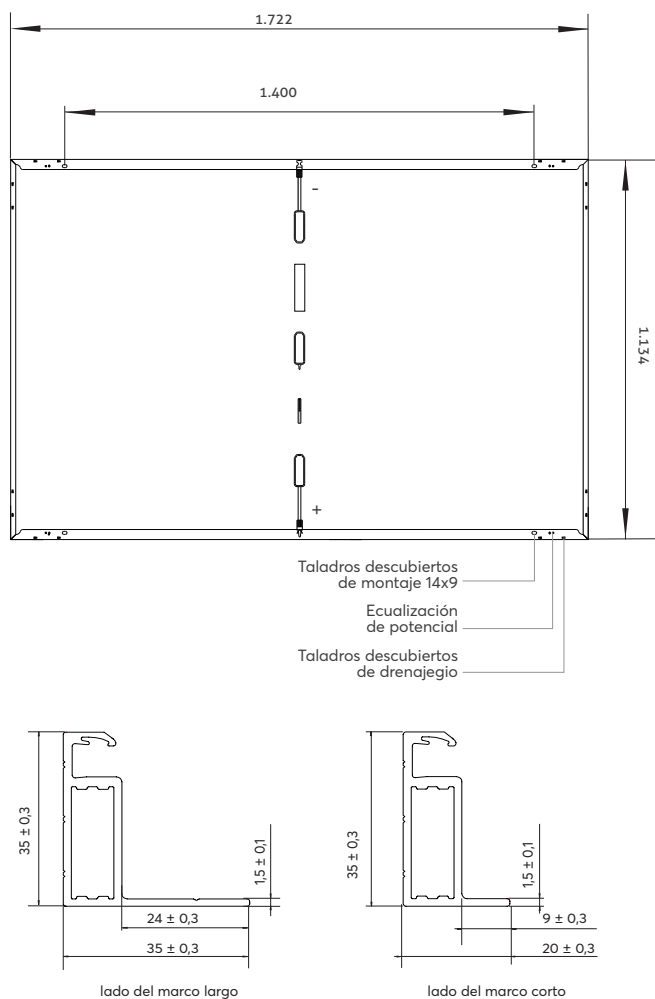 1.722
1.400
-
1.134
+
Taladros descubiertos
de montaje 14x9
Ecualización
de potencial
Taladros descubiertos
de drenajegio
35 ± 0,3
1,5 ± 0,1
24 ± 0,3
35 ± 0,3
lado del marco largo
35 ± 0,3
1,5 ± 0,1
9 ± 0,3
20 ± 0,3
lado del marco corto